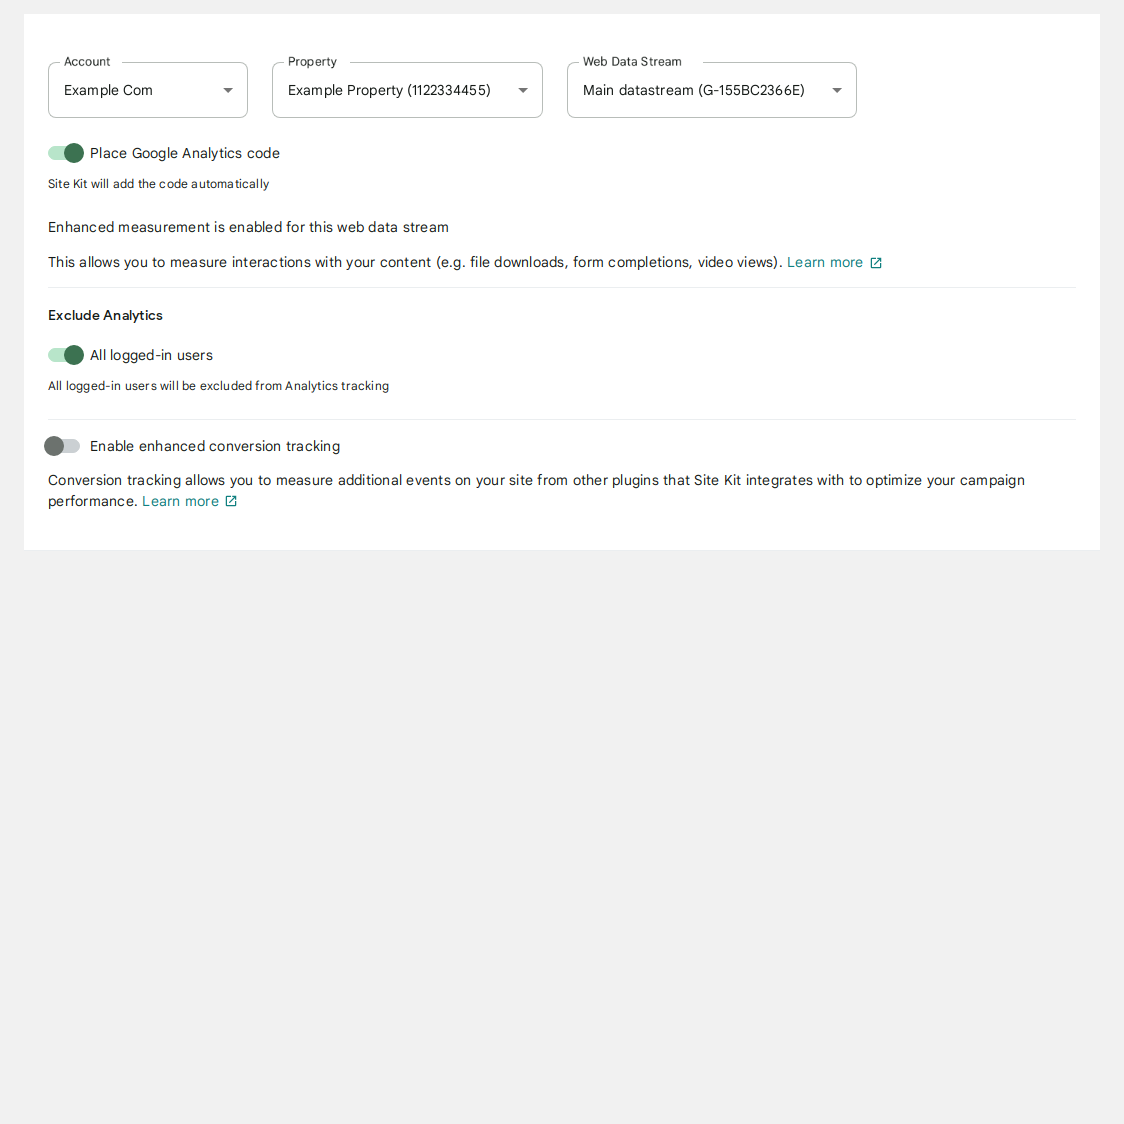 Account
Example Com
Property
Example Property (1122334455)
Web Data Stream
Main datastream (G-155BC2366E)
Place Google Analytics code
Site Kit will add the code automatically
Enhanced measurement is enabled for this web data stream
This allows you to measure interactions with your content (e.g. file downloads, form completions, video views). Learn more
Exclude Analytics
All logged-in users
All logged-in users will be excluded from Analytics tracking
Enable enhanced conversion tracking
Conversion tracking allows you to measure additional events on your site from other plugins that Site Kit integrates with to optimize your campaign
performance. Learn more